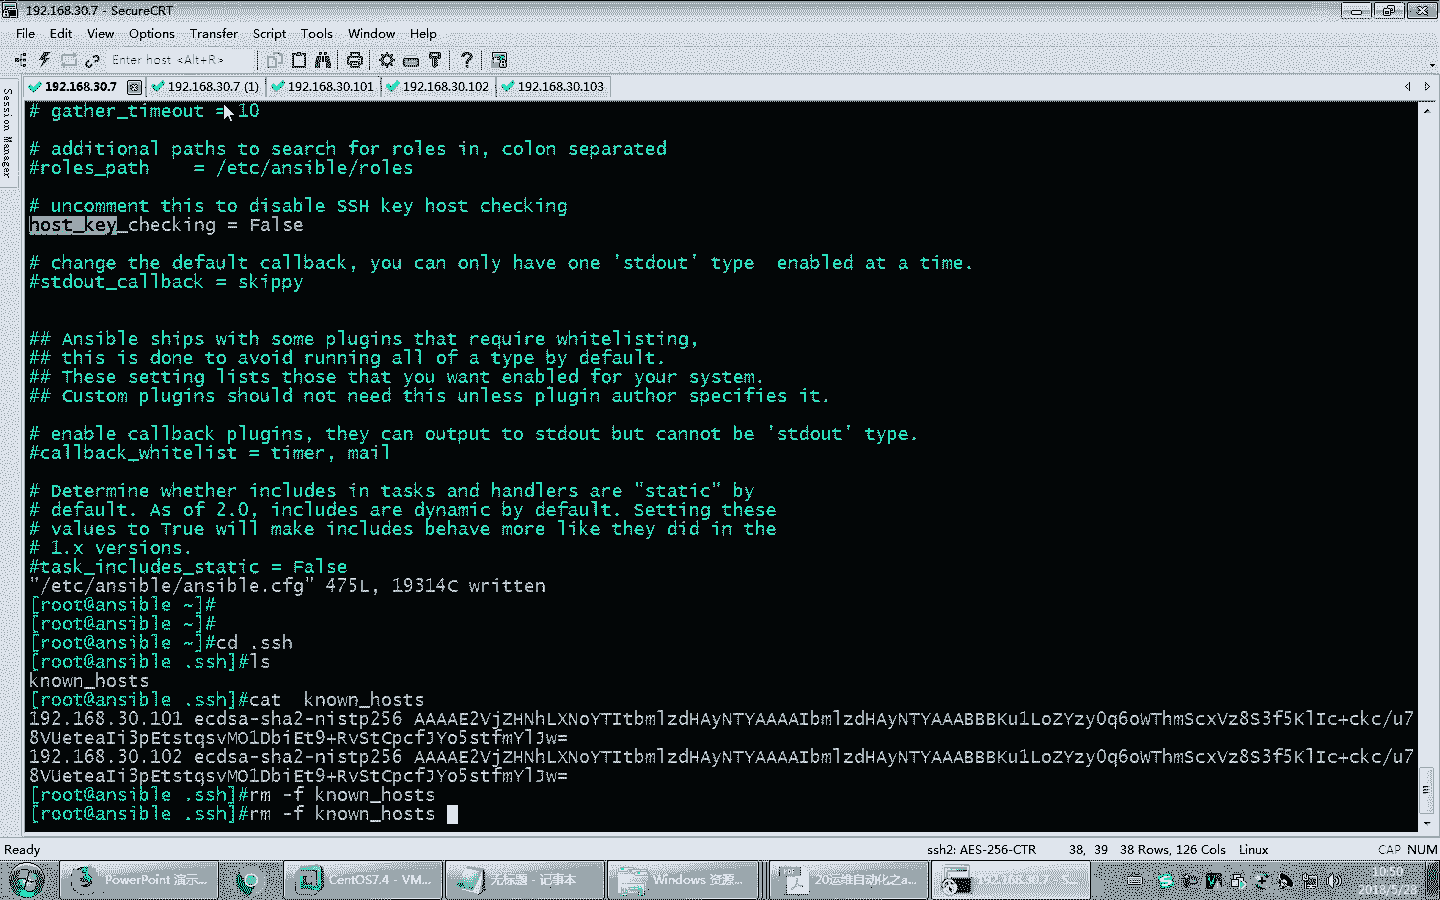 192.168.30.7 - SecureCRT
File Edit View Options Transfer Script Tools Window Help
Enter host <Alt+R>
192.168.30.7 192.168.30.7 (1) 192.168.30.101 192.168.30.102 192.168.30.103
Session Manager
# gather_timeout = 10
# additional paths to search for roles in, colon separated
#roles_path    = /etc/ansible/roles
# uncomment this to disable SSH key host checking
host_key_checking = False
# change the default callback, you can only have one 'stdout' type  enabled at a time.
#stdout_callback = skippy
## Ansible ships with some plugins that require whitelisting,
## this is done to avoid running all of a type by default.
## These setting lists those that you want enabled for your system.
## Custom plugins should not need this unless plugin author specifies it.
# enable callback plugins, they can output to stdout but cannot be 'stdout' type.
#callback_whitelist = timer, mail
# Determine whether includes in tasks and handlers are "static" by
# default. As of 2.0, includes are dynamic by default. Setting these
# values to True will make includes behave more like they did in the
# 1.x versions.
#task_includes_static = False
"/etc/ansible/ansible.cfg" 475L, 19314C written
[root@ansible ~]#
[root@ansible ~]#
[root@ansible ~]#cd .ssh
[root@ansible .ssh]#ls
known_hosts
[root@ansible .ssh]#cat  known_hosts
192.168.30.101 ecdsa-sha2-nistp256 AAAAE2VjZHNhLXNoYTItbmlzdHAyNTYAAAAIbmlzdHAyNTYAAABBBKu1LoZYzy0q6oWThmScxVz8S3f5KlIc+ckc/u7
8VUeteaIi3pEtstqsvMO1DbiEt9+RvStCpcfJYo5stfmYlJw=
192.168.30.102 ecdsa-sha2-nistp256 AAAAE2VjZHNhLXNoYTItbmlzdHAyNTYAAAAIbmlzdHAyNTYAAABBBKu1LoZYzy0q6oWThmScxVz8S3f5KlIc+ckc/u7
8VUeteaIi3pEtstqsvMO1DbiEt9+RvStCpcfJYo5stfmYlJw=
[root@ansible .ssh]#rm -f known_hosts
[root@ansible .ssh]#rm -f known_hosts
Ready ssh2: AES-256-CTR 38, 39 38 Rows, 126 Cols Linux CAP NUM
PowerPoint 演示... CentOS7.4 - VM... 无标题 - 记事本 Windows 资源... 20运维自动化之a... 192.168.30.7 - S... 10:50
2018/5/28